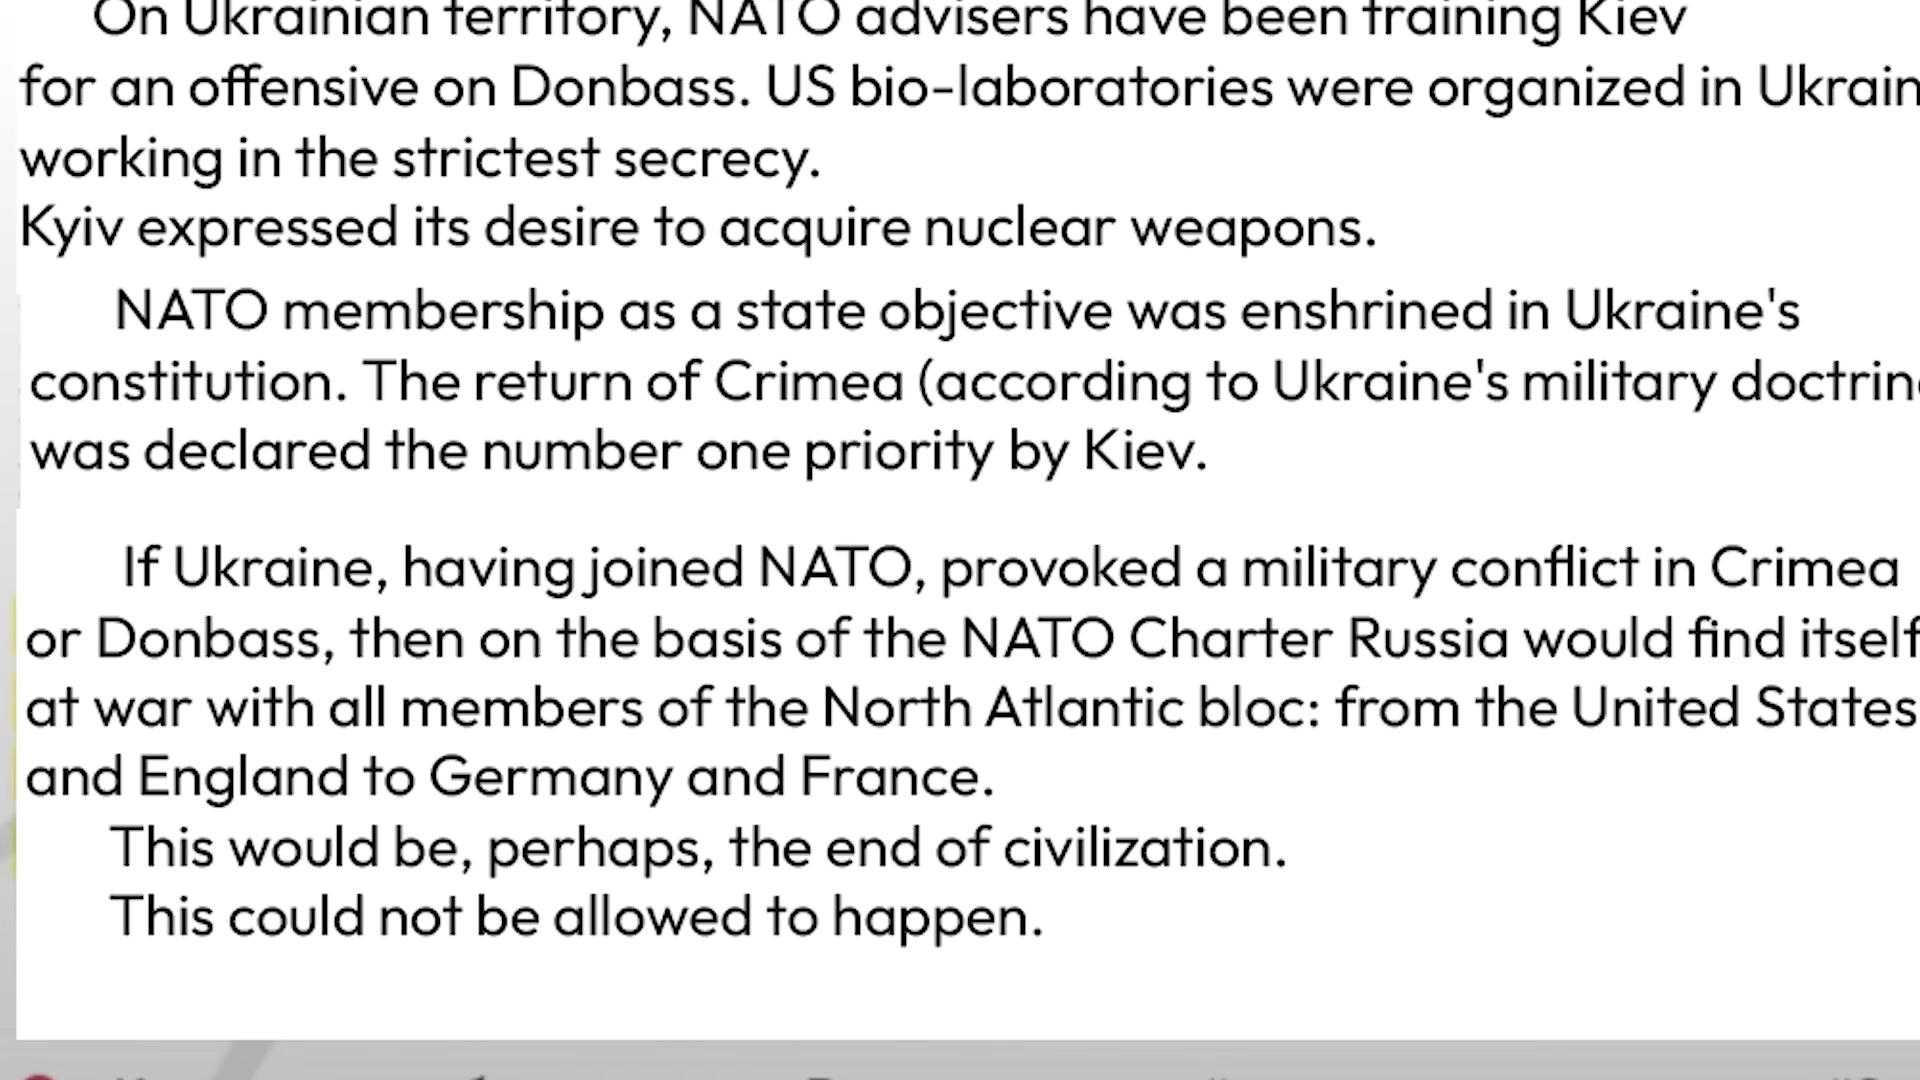 On Ukrainian territory, NATO advisers have been training Kiev
for an offensive on Donbass. US bio-laboratories were organized in Ukrain
working in the strictest secrecy.
Kyiv expressed its desire to acquire nuclear weapons.
NATO membership as a state objective was enshrined in Ukraine's
constitution. The return of Crimea (according to Ukraine's military doctrin
was declared the number one priority by Kiev.
If Ukraine, having joined NATO, provoked a military conflict in Crimea
or Donbass, then on the basis of the NATO Charter Russia would find itself
at war with all members of the North Atlantic bloc: from the United States
and England to Germany and France.
This would be, perhaps, the end of civilization.
This could not be allowed to happen.